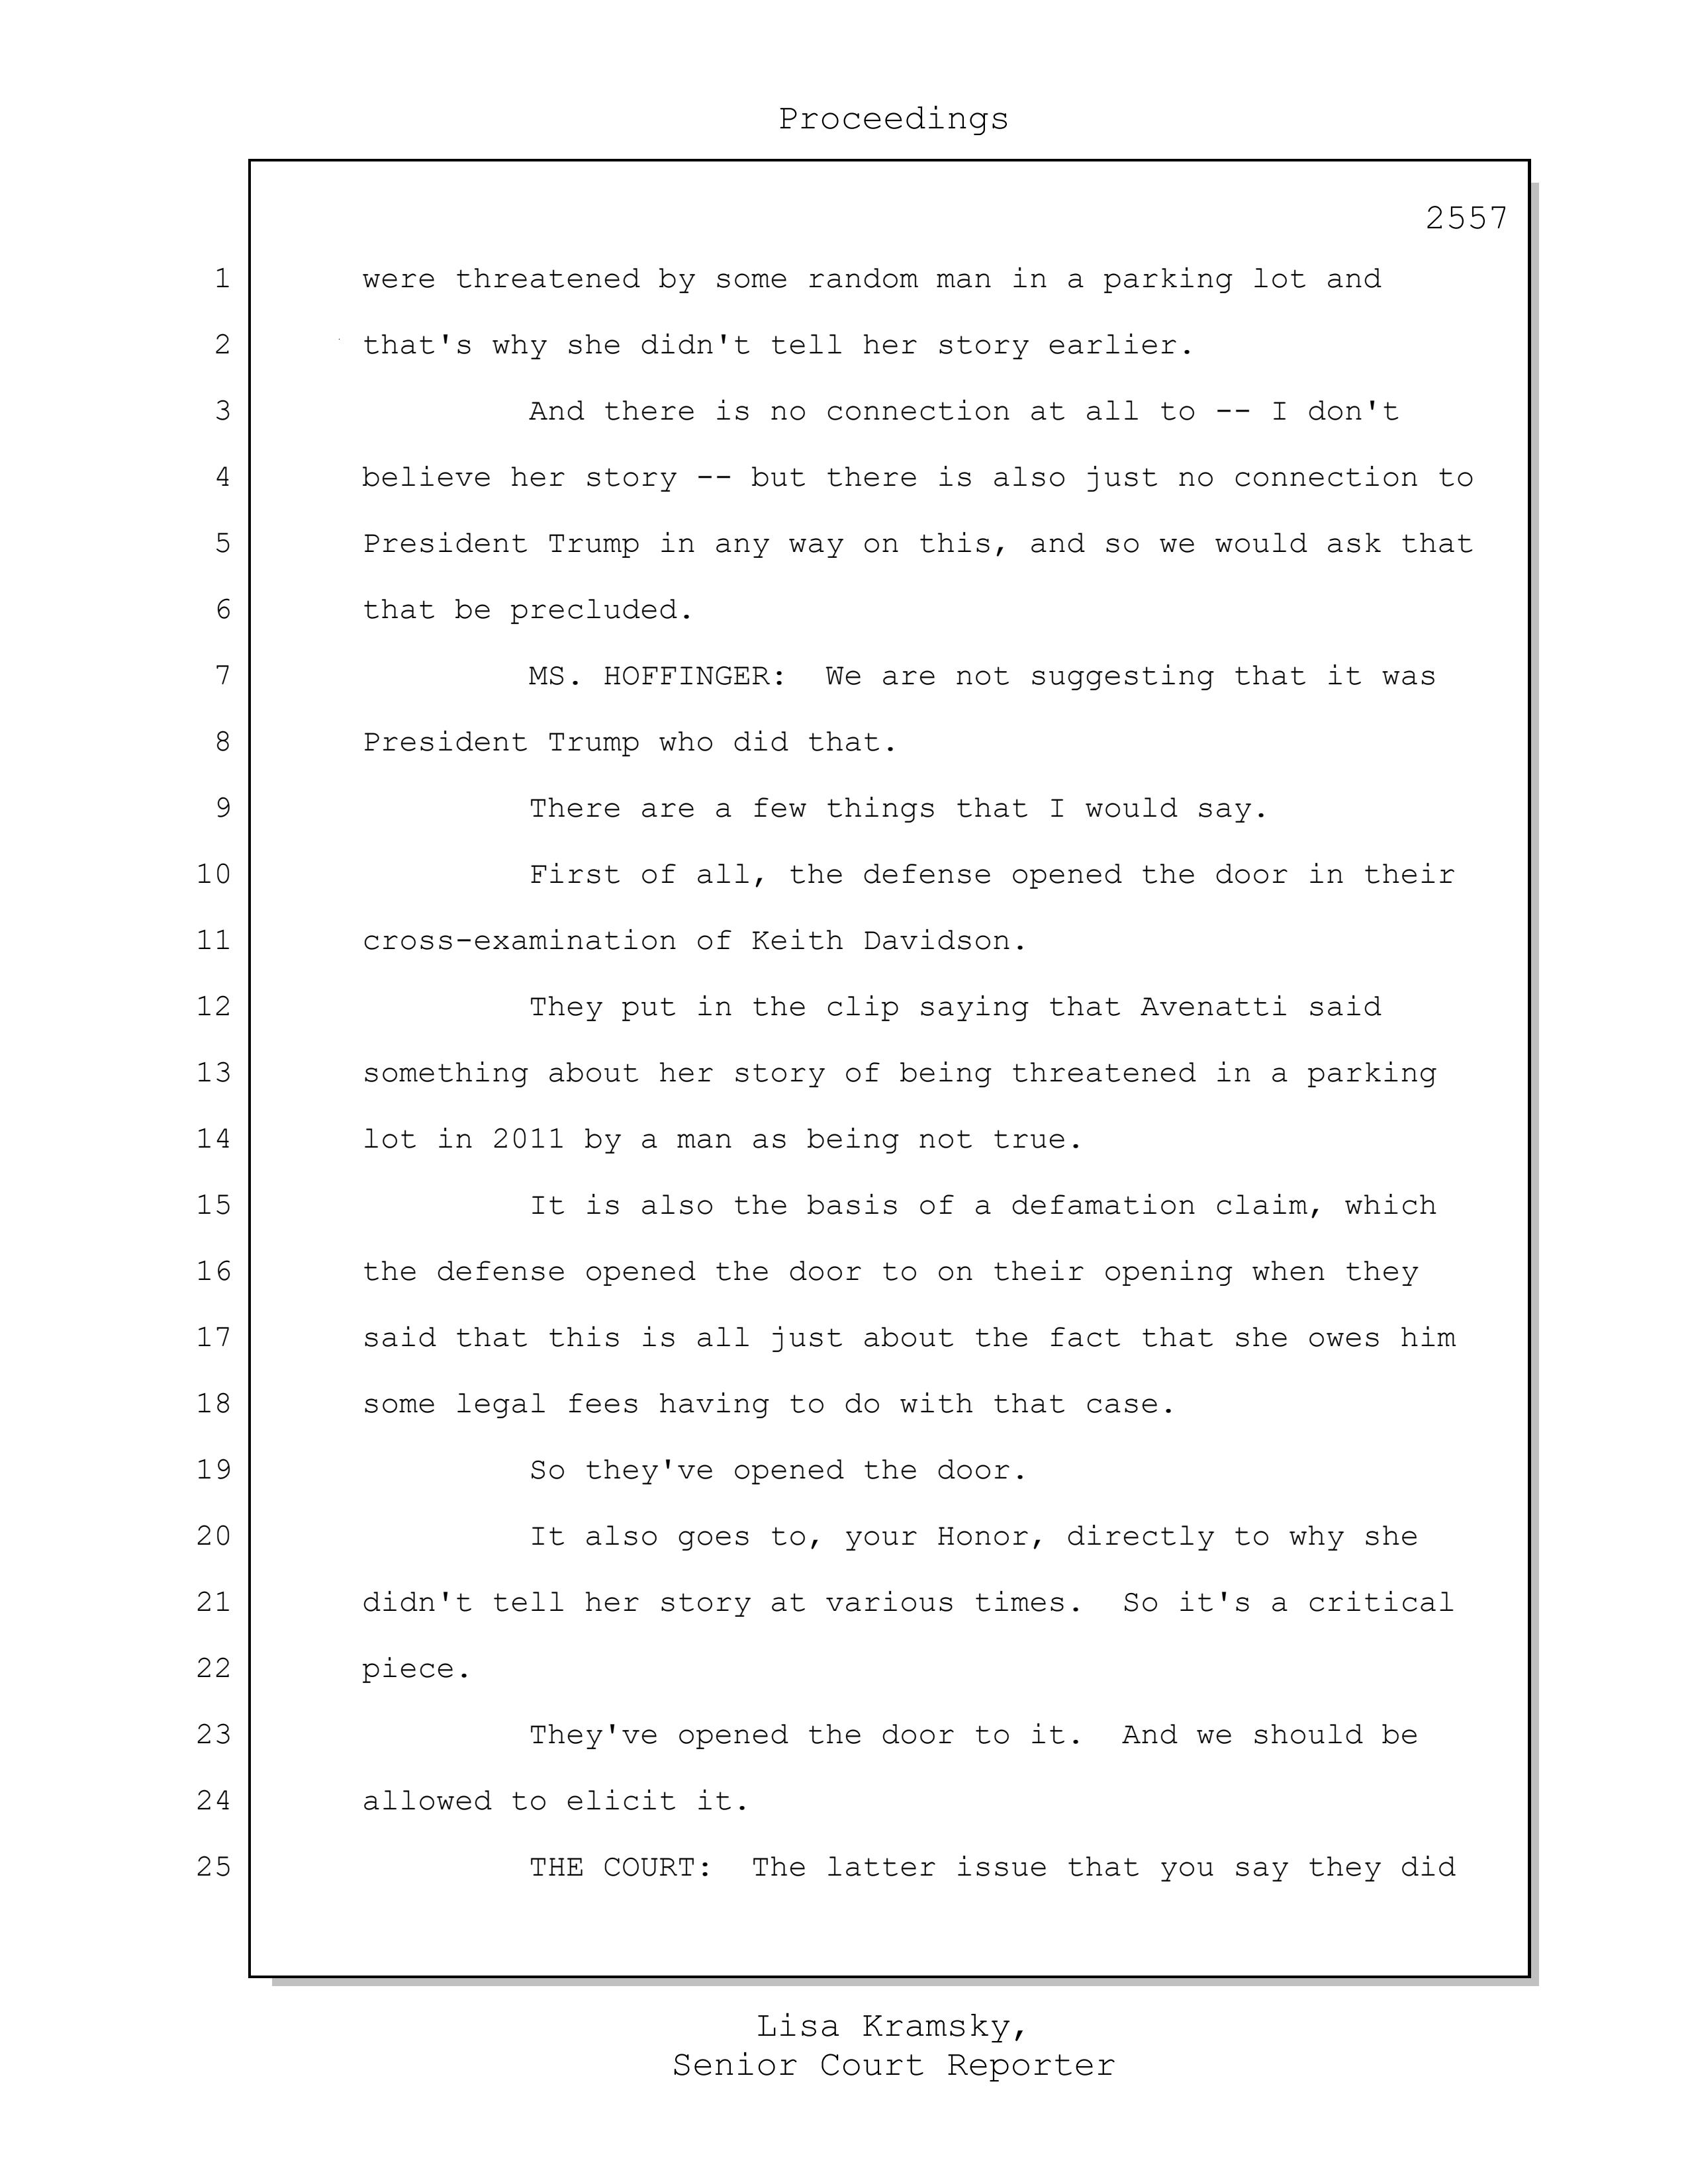 Proceedings
2557
1 were threatened by some random man in a parking lot and
2 that's why she didn't tell her story earlier.
3 And there is no connection at all to -- I don't
4 believe her story -- but there is also just no connection to
5 President Trump in any way on this, and so we would ask that
6 that be precluded.
7 MS. HOFFINGER:  We are not suggesting that it was
8 President Trump who did that.
9 There are a few things that I would say.
10 First of all, the defense opened the door in their
11 cross-examination of Keith Davidson.
12 They put in the clip saying that Avenatti said
13 something about her story of being threatened in a parking
14 lot in 2011 by a man as being not true.
15 It is also the basis of a defamation claim, which
16 the defense opened the door to on their opening when they
17 said that this is all just about the fact that she owes him
18 some legal fees having to do with that case.
19 So they've opened the door.
20 It also goes to, your Honor, directly to why she
21 didn't tell her story at various times.  So it's a critical
22 piece.
23 They've opened the door to it.  And we should be
24 allowed to elicit it.
25 THE COURT:  The latter issue that you say they did
Lisa Kramsky,
Senior Court Reporter